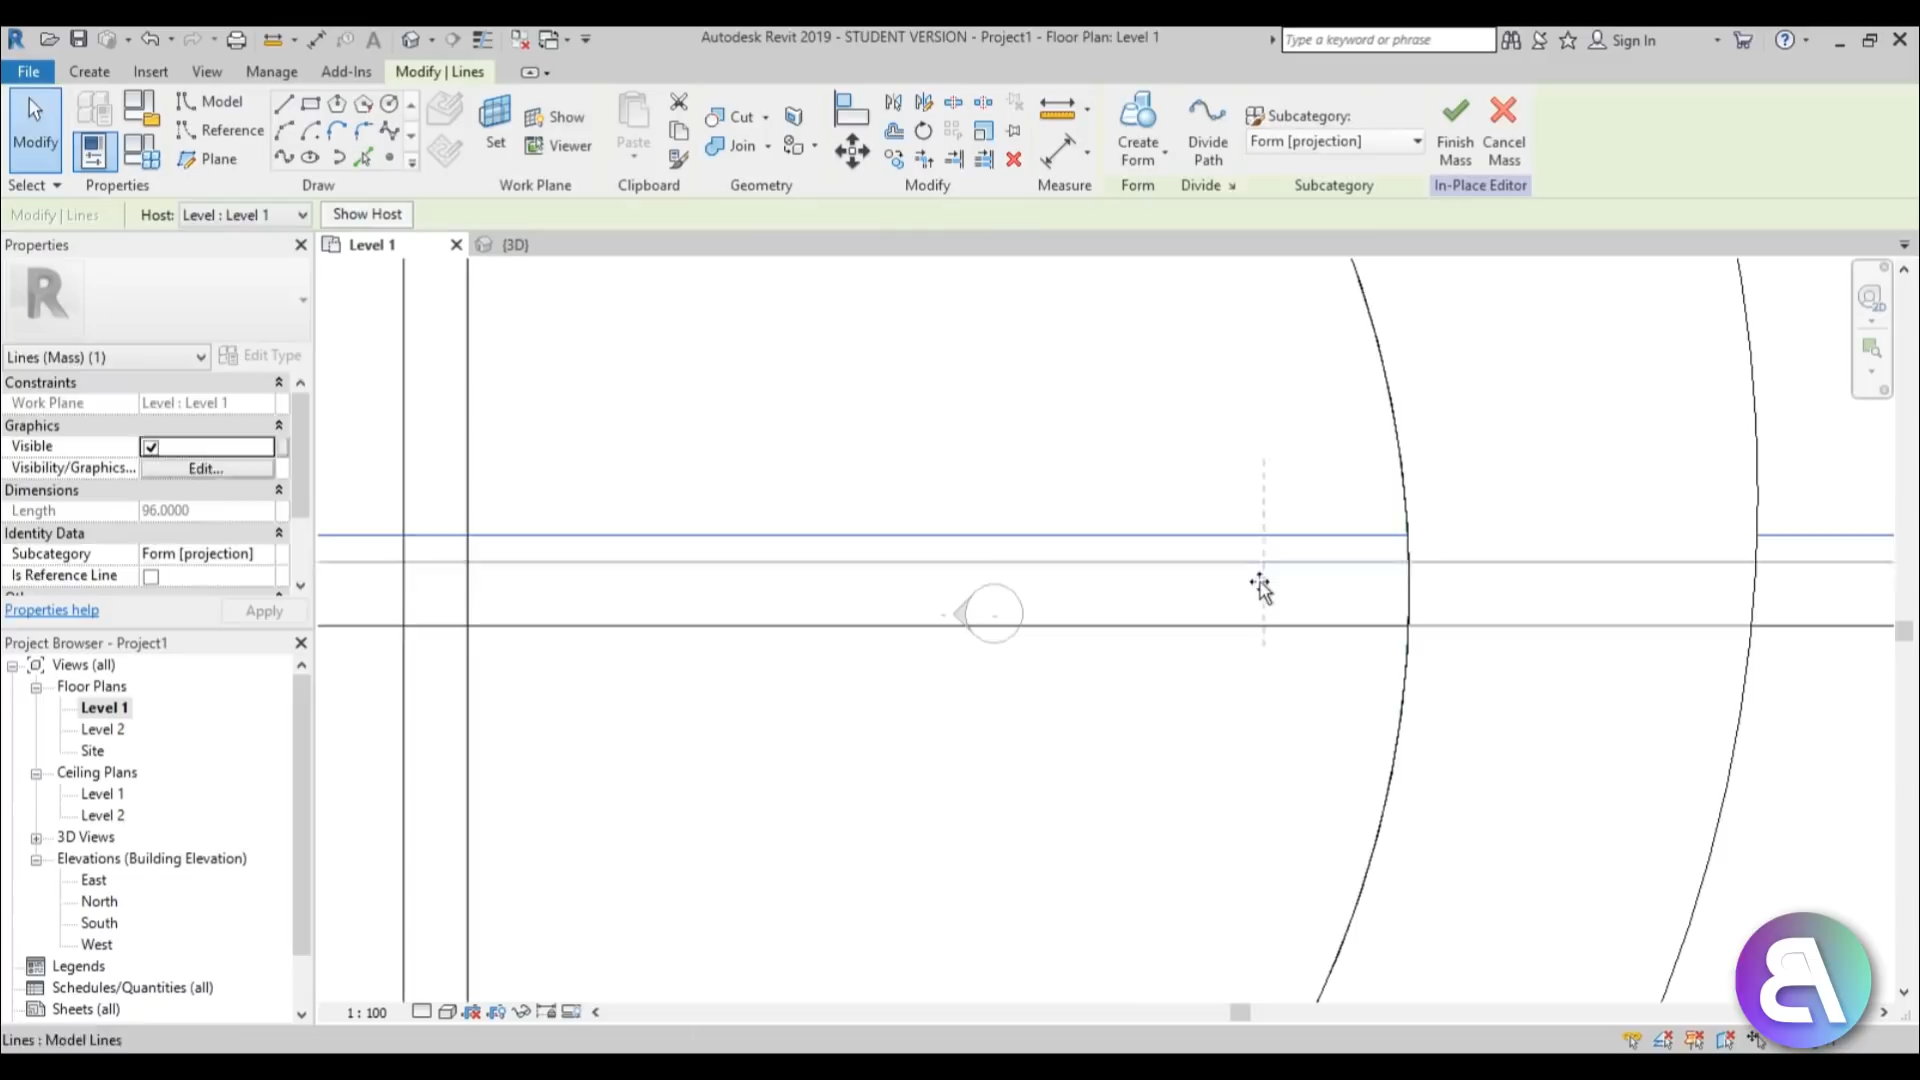 Autodesk Revit 2019 - STUDENT VERSION - Project1 - Floor Plan: Level 1
Type a keyword or phrase
Sign In
File Create Insert View Manage Add-Ins Modify | Lines
Modify
Model
Reference
Plane
Set
Show
Viewer
Paste
Cut
Join
Create Form
Divide Path
Subcategory:
Form [projection]
Finish Mass
Cancel Mass
Select Properties Draw Work Plane Clipboard Geometry Modify Measure Form Divide Subcategory In-Place Editor
Modify | Lines Host: Level : Level 1 Show Host
Properties
Level 1
{3D}
2D
R
Lines (Mass) (1) Edit Type
Constraints
Work Plane Level : Level 1
Graphics
Visible
Visibility/Graphics... Edit...
Dimensions
Length 96.0000
Identity Data
Subcategory Form [projection]
Is Reference Line
Properties help Apply
Project Browser - Project1
Views (all)
Floor Plans
Level 1
Level 2
Site
Ceiling Plans
Level 1
Level 2
3D Views
Elevations (Building Elevation)
East
North
South
West
Legends
Schedules/Quantities (all)
Sheets (all)
1 : 100
Lines : Model Lines